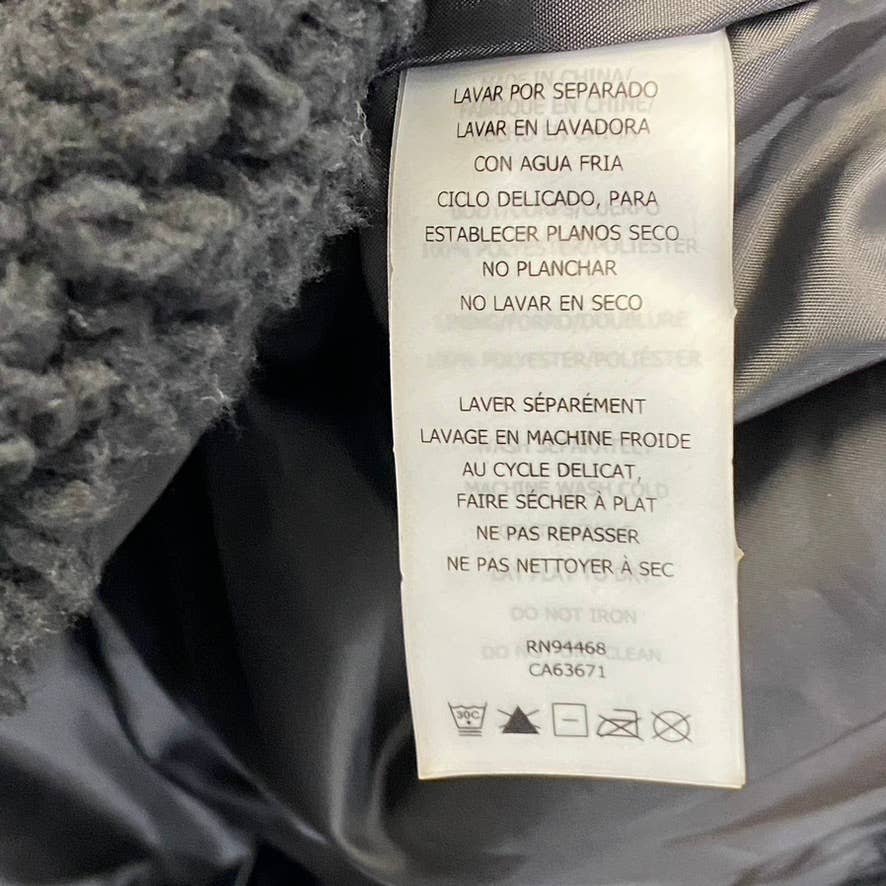 LAVAR POR SEPARADO
LAVAR EN LAVADORA
CON AGUA FRIA
CICLO DELICADO, PARA
ESTABLECER PLANOS SECO
NO PLANCHAR
NO LAVAR EN SECO
LAVER SÉPARÉMENT
LAVAGE EN MACHINE FROIDE
AU CYCLE DELICAT,
FAIRE SÉCHER À PLAT
NE PAS REPASSER
NE PAS NETTOYER À SEC
DO NOT IRON
RN94468
CA63671
30C